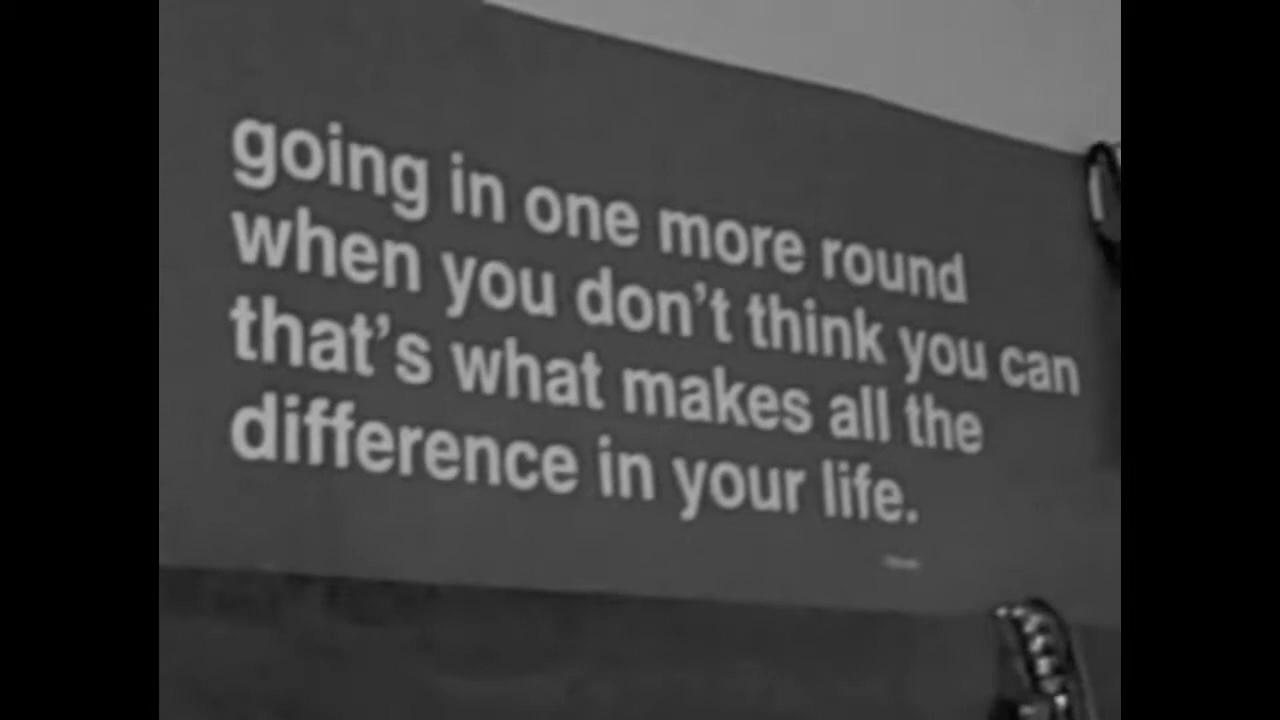 going in one more round
when you don't think you can
that's what makes all the
difference in your life.